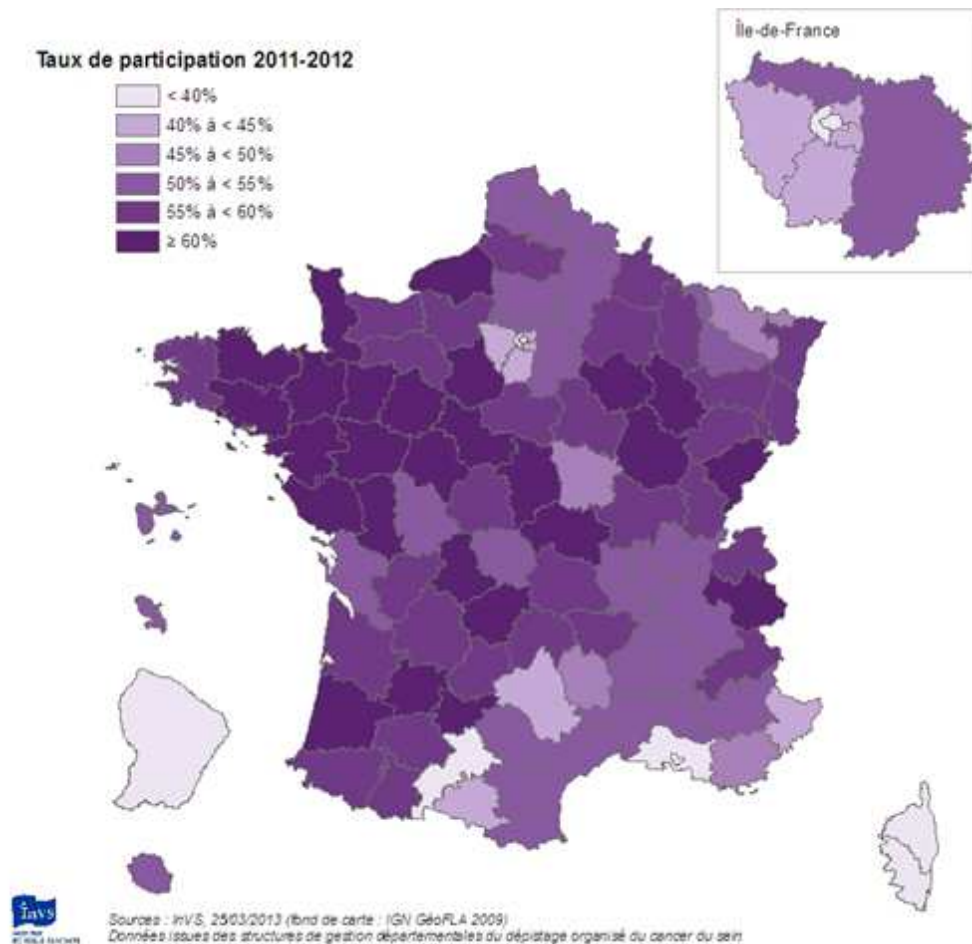 Île-de-France
Taux de participation 2011-2012
< 40%
40% à < 45%
45% à < 50%
50% à < 55%
55% à < 60%
≥ 60%
InVS
Sources : InVS, 25/03/2013 (fond de carte : IGN GéoFLA 2009)
Données issues des structures de gestion départementales du dépistage organisé du cancer du sein